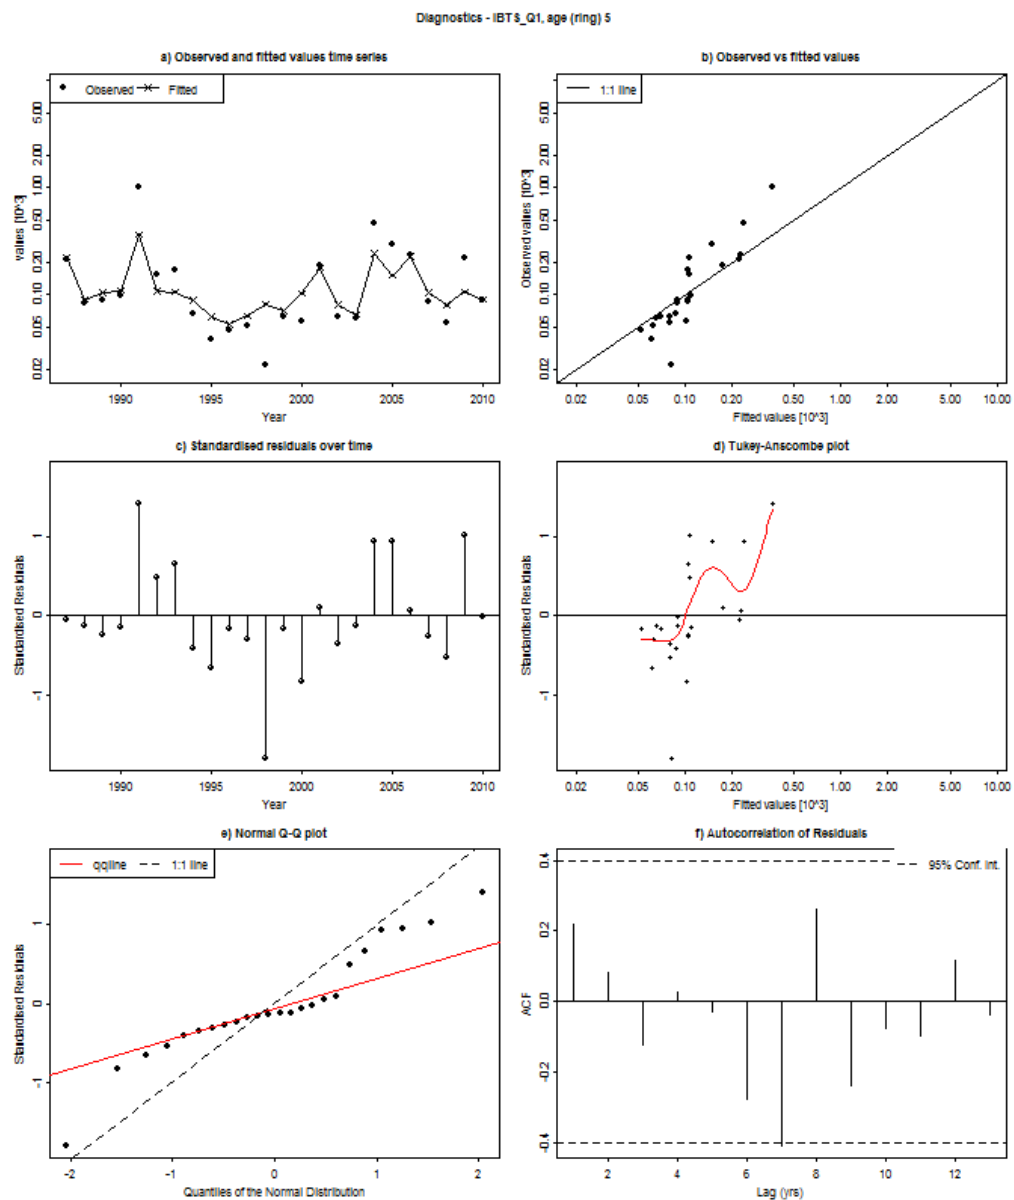 Diagnostics - IBTS_Q1, age (ring) 5
a) Observed and fitted values time series
Observed Fitted
values [10^3]
0.02 0.05 0.10 0.20 0.50 1.00 2.00 5.00
1990 1995 2000 2005 2010
Year
b) Observed vs fitted values
1:1 line
Observed values [10^3]
0.02 0.05 0.10 0.20 0.50 1.00 2.00 5.00
0.02 0.05 0.10 0.20 0.50 1.00 2.00 5.00 10.00
Fitted values [10^3]
c) Standardised residuals over time
Standardised Residuals
-1 0 1
1990 1995 2000 2005 2010
Year
d) Tukey-Anscombe plot
Standardised Residuals
-1 0 1
0.02 0.05 0.10 0.20 0.50 1.00 2.00 5.00 10.00
Fitted values [10^3]
e) Normal Q-Q plot
qqline 1:1 line
Standardised Residuals
-1 0 1
-2 -1 0 1 2
Quantiles of the Normal Distribution
f) Autocorrelation of Residuals
95% Conf. Int.
ACF
-0.4 -0.2 0.0 0.2 0.4
2 4 6 8 10 12
Lag (yrs)